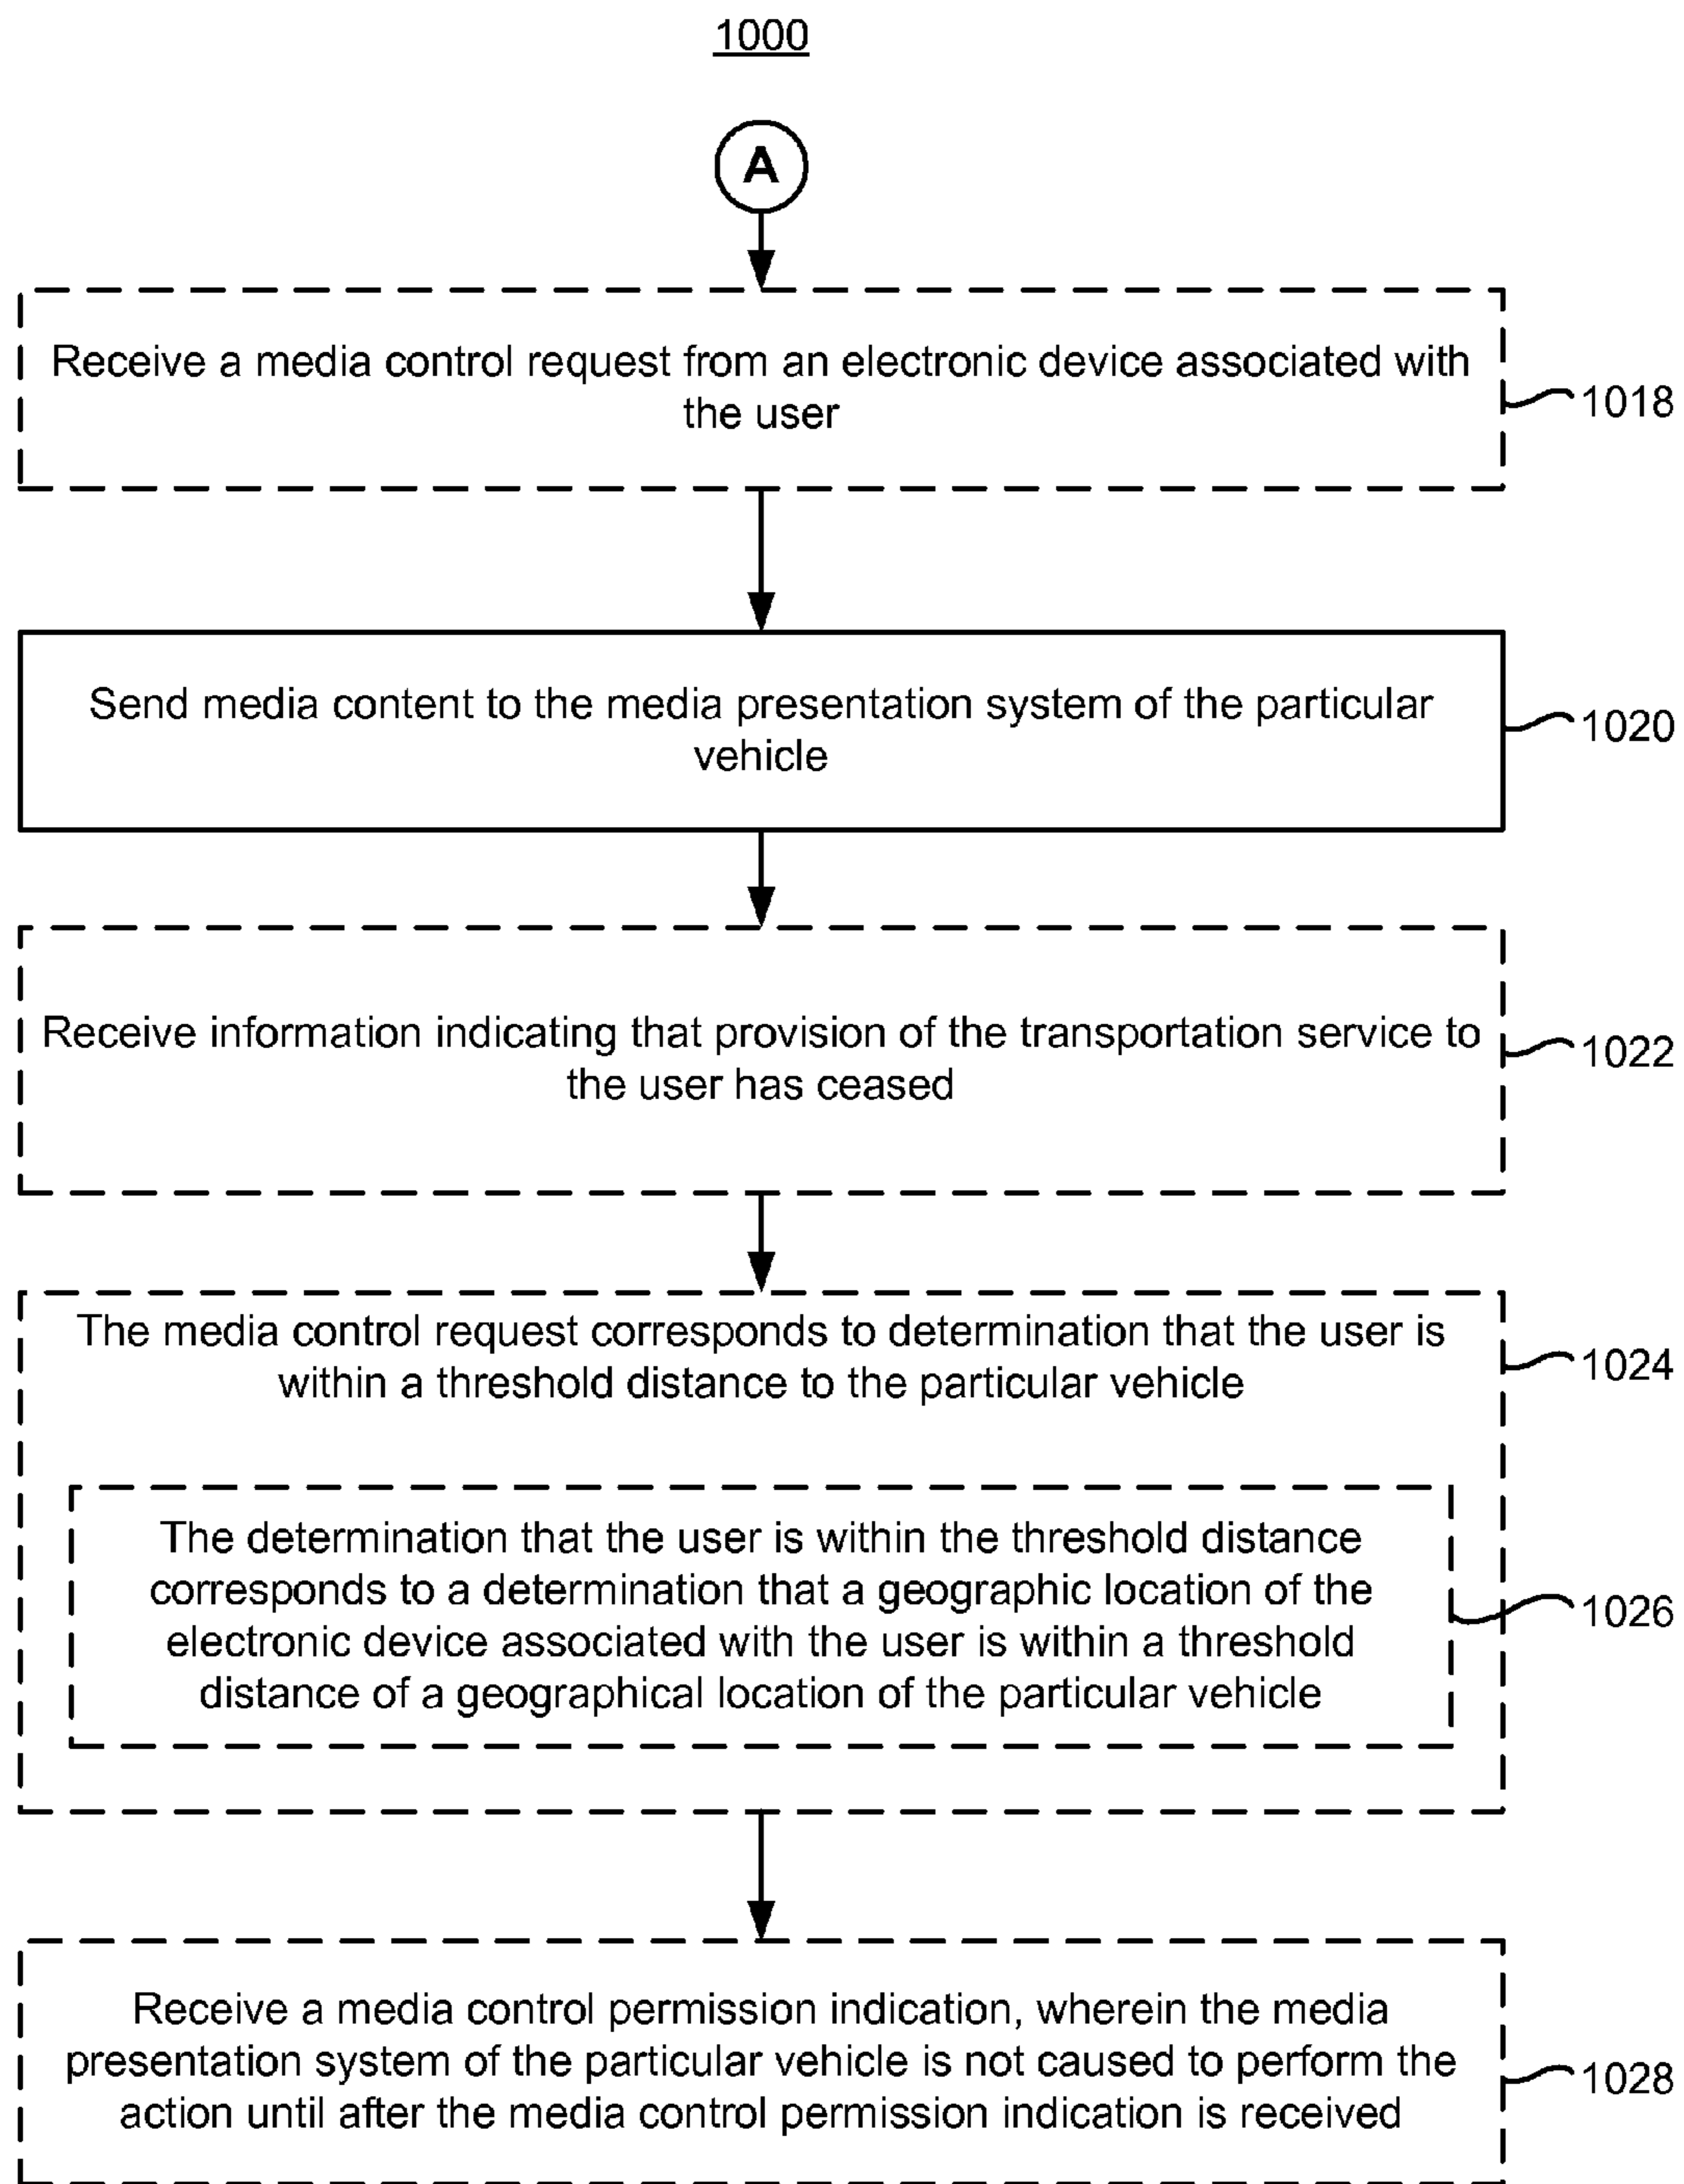 1000
A
Receive a media control request from an electronic device associated with
the user
1018
Send media content to the media presentation system of the particular
vehicle
1020
Receive information indicating that provision of the transportation service to
the user has ceased
1022
The media control request corresponds to determination that the user is
within a threshold distance to the particular vehicle
1024
The determination that the user is within the threshold distance
corresponds to a determination that a geographic location of the
electronic device associated with the user is within a threshold
distance of a geographical location of the particular vehicle
1026
Receive a media control permission indication, wherein the media
presentation system of the particular vehicle is not caused to perform the
action until after the media control permission indication is received
1028